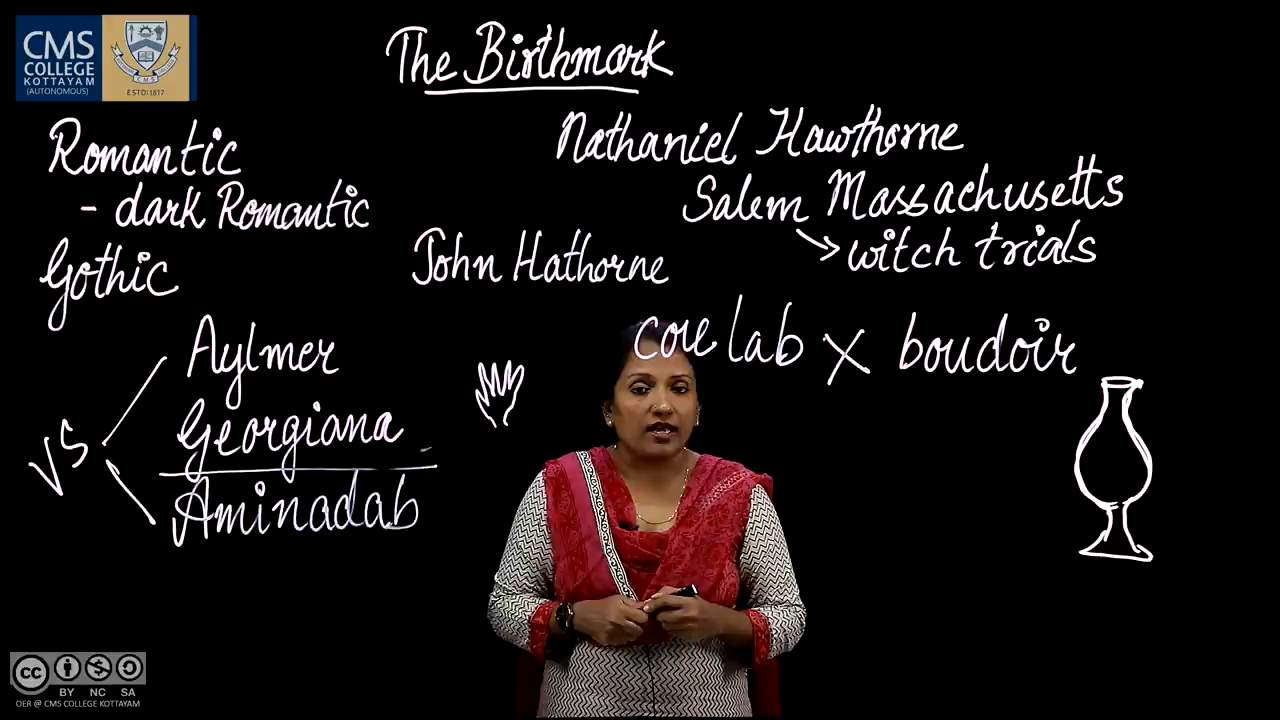 CMS
COLLEGE
KOTTAYAM
(AUTONOMOUS)
ESTD:1817
The Birthmark
Romantic
- dark Romantic
Gothic
Nathaniel Hawthorne
Salem Massachusetts
witch trials
John Hathorne
lab X boudoir
VS
Aylmer
Georgiana
Aminadab
cc
BY NC SA
OER @ CMS COLLEGE KOTTAYAM